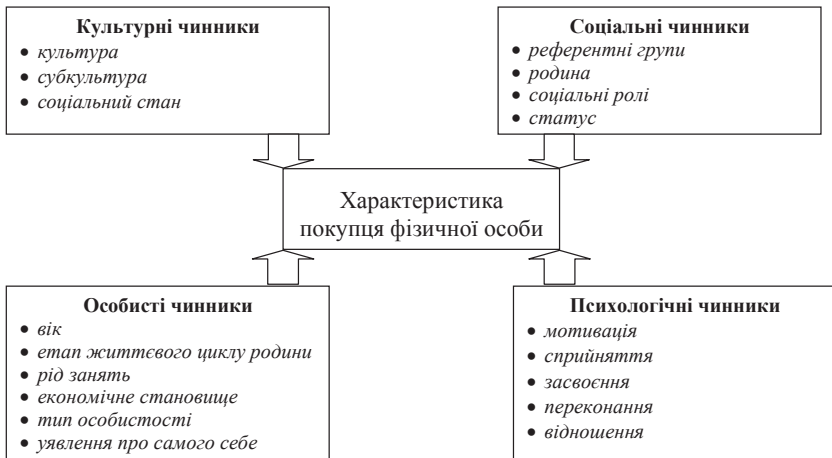 Культурні чинники
• культура
• субкультура
• соціальний стан
Соціальні чинники
• референтні групи
• родина
• соціальні ролі
• статус
Характеристика
покупця фізичної особи
Особисті чинники
• вік
• етап життєвого циклу родини
• рід занять
• економічне становище
• тип особистості
• уявлення про самого себе
Психологічні чинники
• мотивація
• сприйняття
• засвоєння
• переконання
• відношення